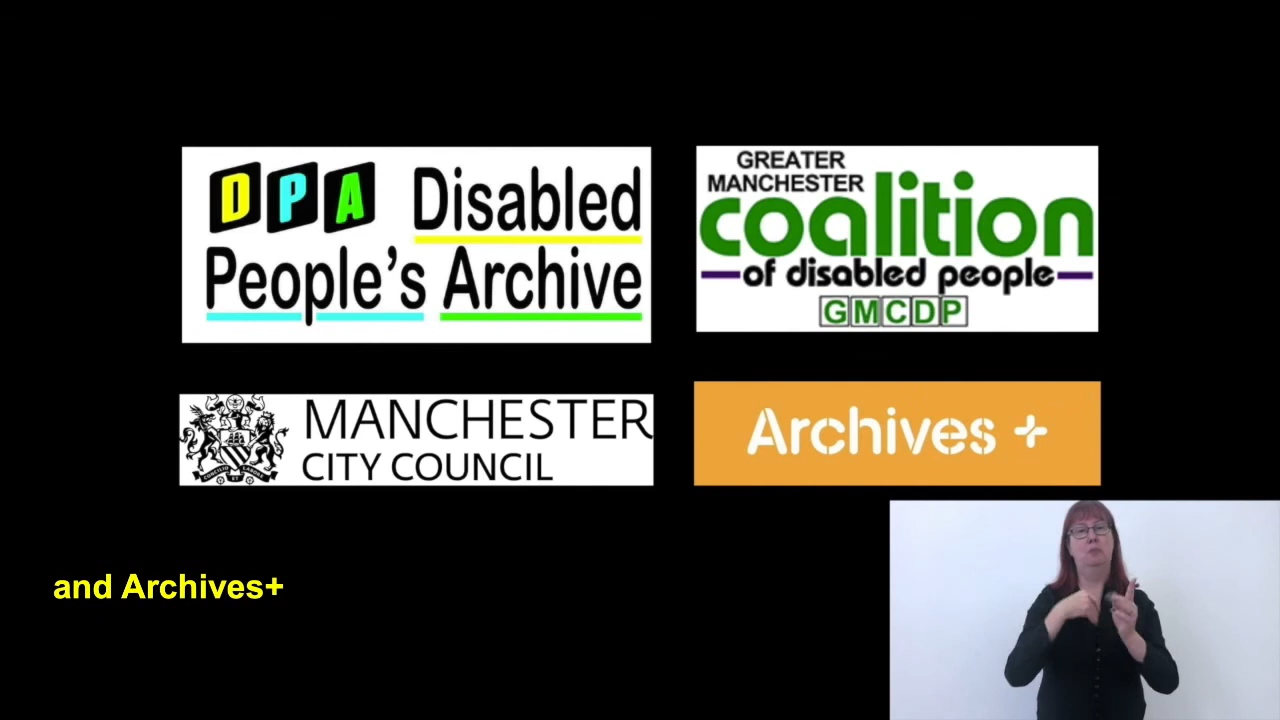 DPA Disabled
People's Archive
GREATER
MANCHESTER
coalition
of disabled people
GMCDP
MANCHESTER
CITY COUNCIL
Archives +
and Archives+